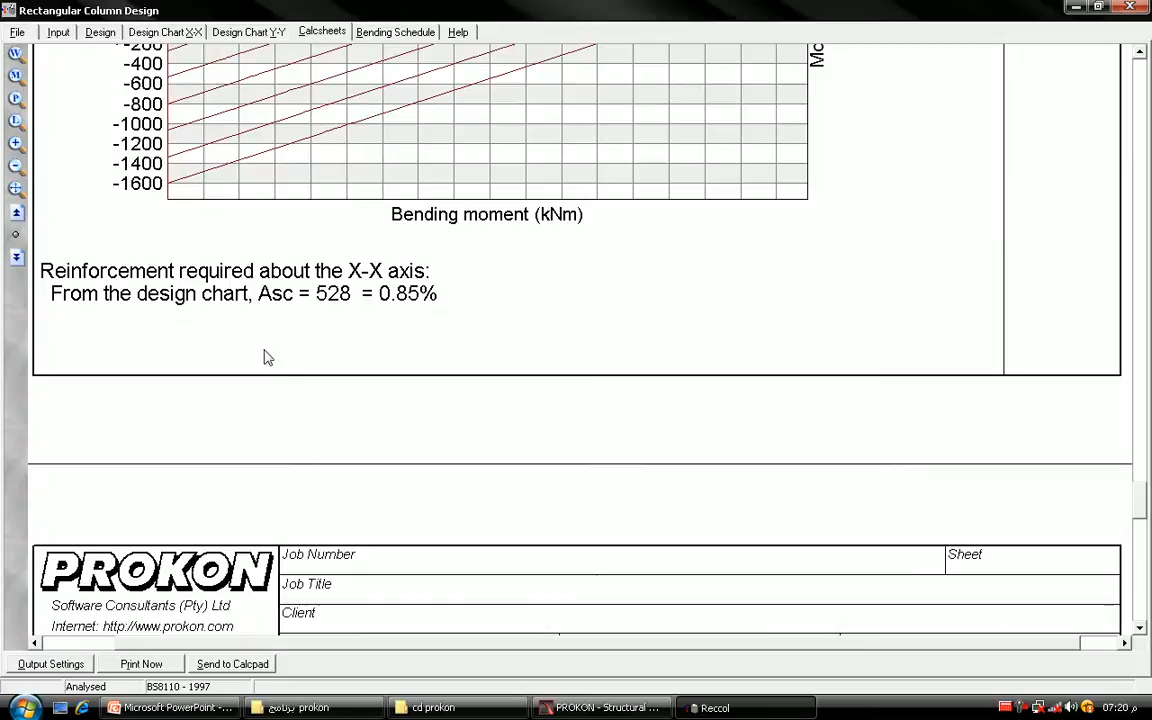 Rectangular Column Design
File Input Design Design Chart X-X Design Chart Y-Y Calcsheets Bending Schedule Help
-200
-400
-600
-800
-1000
-1200
-1400
-1600
Bending moment (kNm)
W
M
P
L
Reinforcement required about the X-X axis:
From the design chart, Asc = 528 = 0.85%
PROKON
Software Consultants (Pty) Ltd
Internet: http://www.prokon.com
Job Number
Sheet
Job Title
Client
Output Settings Print Now Send to Calcpad
Analysed BS8110 - 1997
Microsoft PowerPoint -... برنامج prokon cd prokon PROKON - Structural ... Reccol 07:20 م